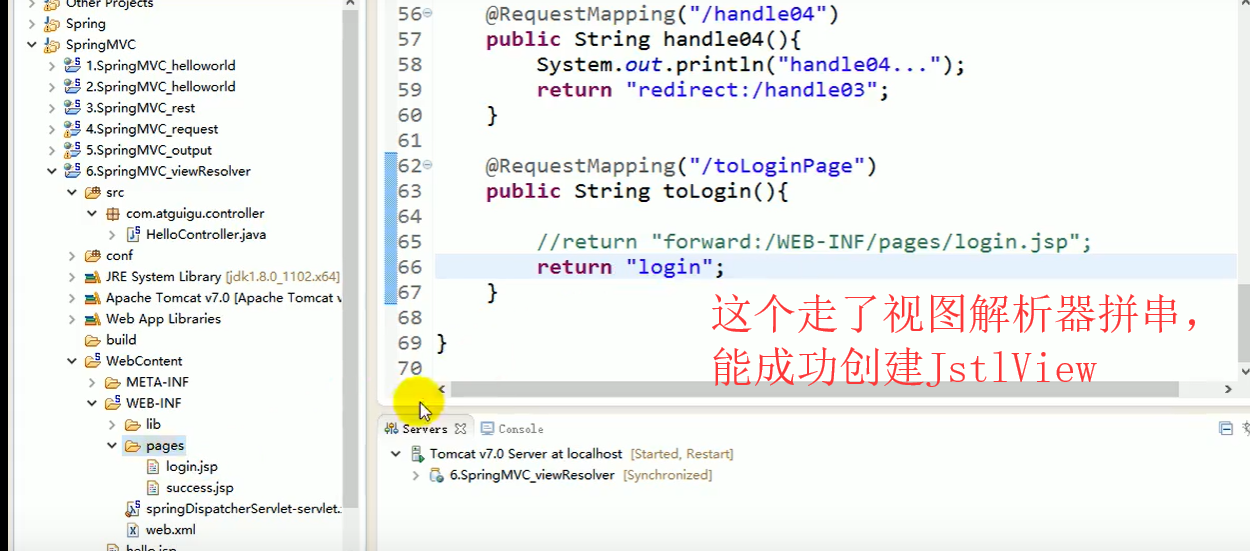 Other Projects
Spring
SpringMVC
1.SpringMVC_helloworld
2.SpringMVC_helloworld
3.SpringMVC_rest
4.SpringMVC_request
5.SpringMVC_output
6.SpringMVC_viewResolver
src
com.atguigu.controller
HelloController.java
conf
JRE System Library [jdk1.8.0_1102.x64]
Apache Tomcat v7.0 [Apache Tomcat v
Web App Libraries
build
WebContent
META-INF
WEB-INF
lib
pages
login.jsp
success.jsp
springDispatcherServlet-servlet.
web.xml
hello.jsp
56 @RequestMapping("/handle04")
57 public String handle04(){
58 System.out.println("handle04...");
59 return "redirect:/handle03";
60 }
61
62 @RequestMapping("/toLoginPage")
63 public String toLogin(){
64
65 //return "forward:/WEB-INF/pages/login.jsp";
66 return "login";
67 }
68
69 }
70
这个走了视图解析器拼串，
能成功创建JstlView
Servers Console
Tomcat v7.0 Server at localhost [Started, Restart]
6.SpringMVC_viewResolver [Synchronized]